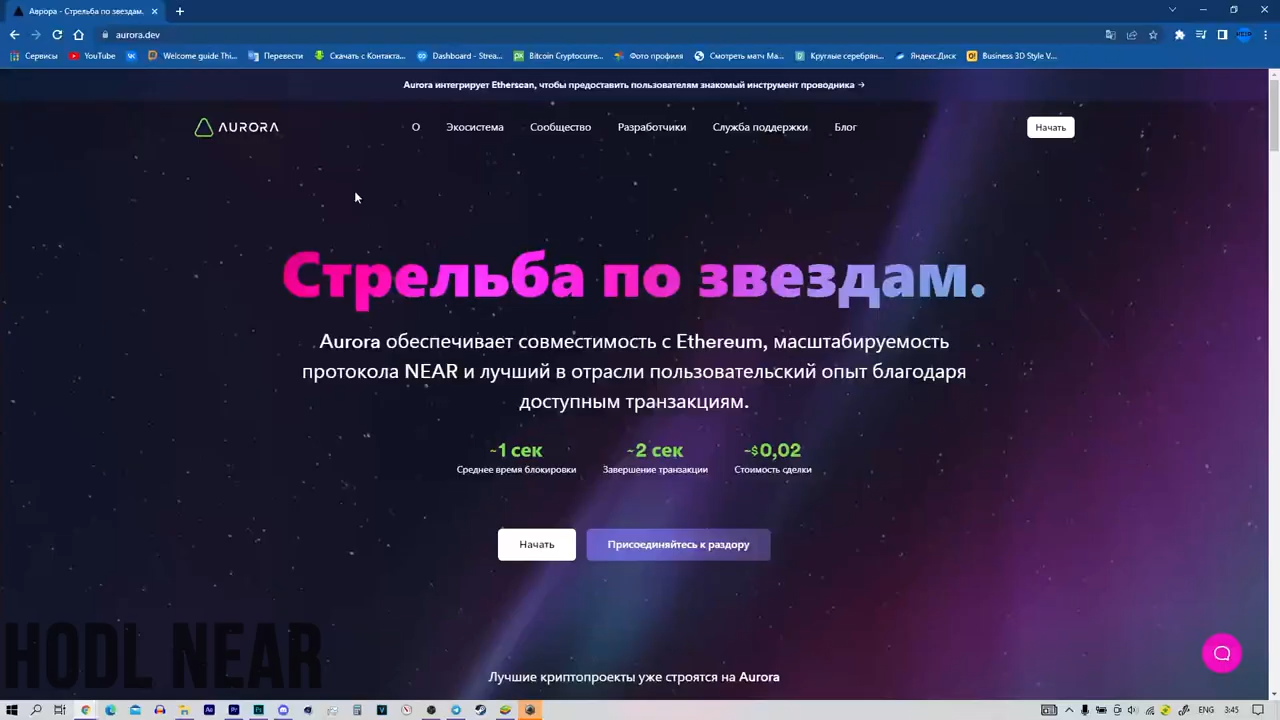 Аврора - Стрельба по звездам.
aurora.dev
Сервисы
YouTube
Welcome guide Thi...
Перевести
Скачать с Контакта...
Dashboard - Strea...
Bitcoin Cryptocurre...
Фото профиля
Смотреть матч Ма...
Круглые серебрян...
Яндекс.Диск
Business 3D Style V...
Aurora интегрирует Etherscan, чтобы предоставить пользователям знакомый инструмент проводника →
AURORA
О
Экосистема
Сообщество
Разработчики
Служба поддержки
Блог
Начать
Стрельба по звездам.
Aurora обеспечивает совместимость с Ethereum, масштабируемость
протокола NEAR и лучший в отрасли пользовательский опыт благодаря
доступным транзакциям.
~1 сек
~2 сек
~$0,02
Среднее время блокировки
Завершение транзакции
Стоимость сделки
Начать
Присоединяйтесь к раздору
HODL NEAR
Лучшие криптопроекты уже строятся на Aurora
ENG
3:45